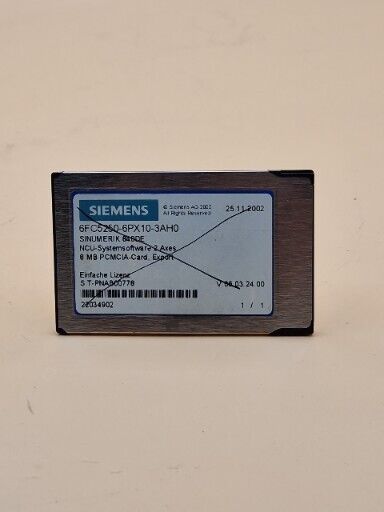 SIEMENS
© Siemens AG 2002
All Rights Reserved
25.11.2002
6FC5250-6PX10-3AH0
SINUMERIK 840DE
NCU-Systemsoftware 2 Axes
8 MB PCMCIA-Card, Export
Einfache Lizenz
S T-PNA800778
V 06.03.24.00
22034902
1 / 1